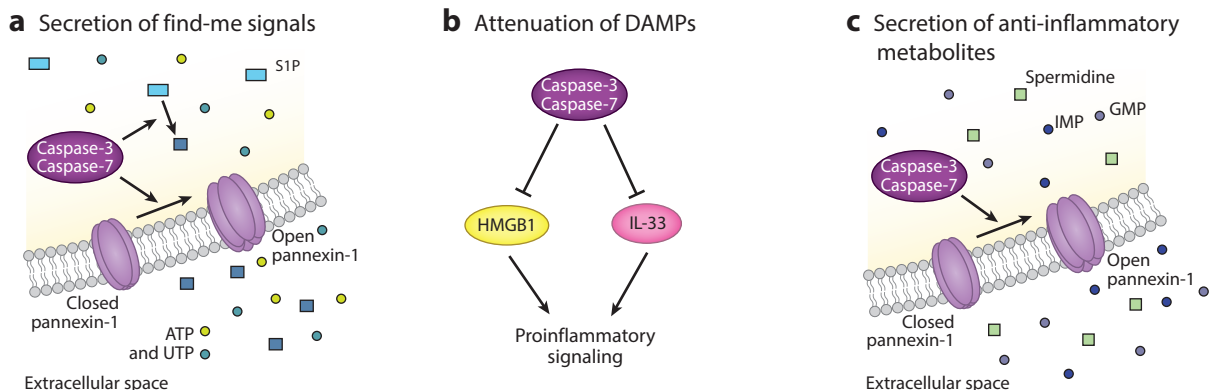 a Secretion of find-me signals
S1P
Caspase-3
Caspase-7
Open
pannexin-1
Closed
pannexin-1
ATP
and UTP
Extracellular space
b Attenuation of DAMPs
Caspase-3
Caspase-7
HMGB1
IL-33
Proinflammatory
signaling
c Secretion of anti-inflammatory
metabolites
Spermidine
IMP
GMP
Caspase-3
Caspase-7
Open
pannexin-1
Closed
pannexin-1
Extracellular space